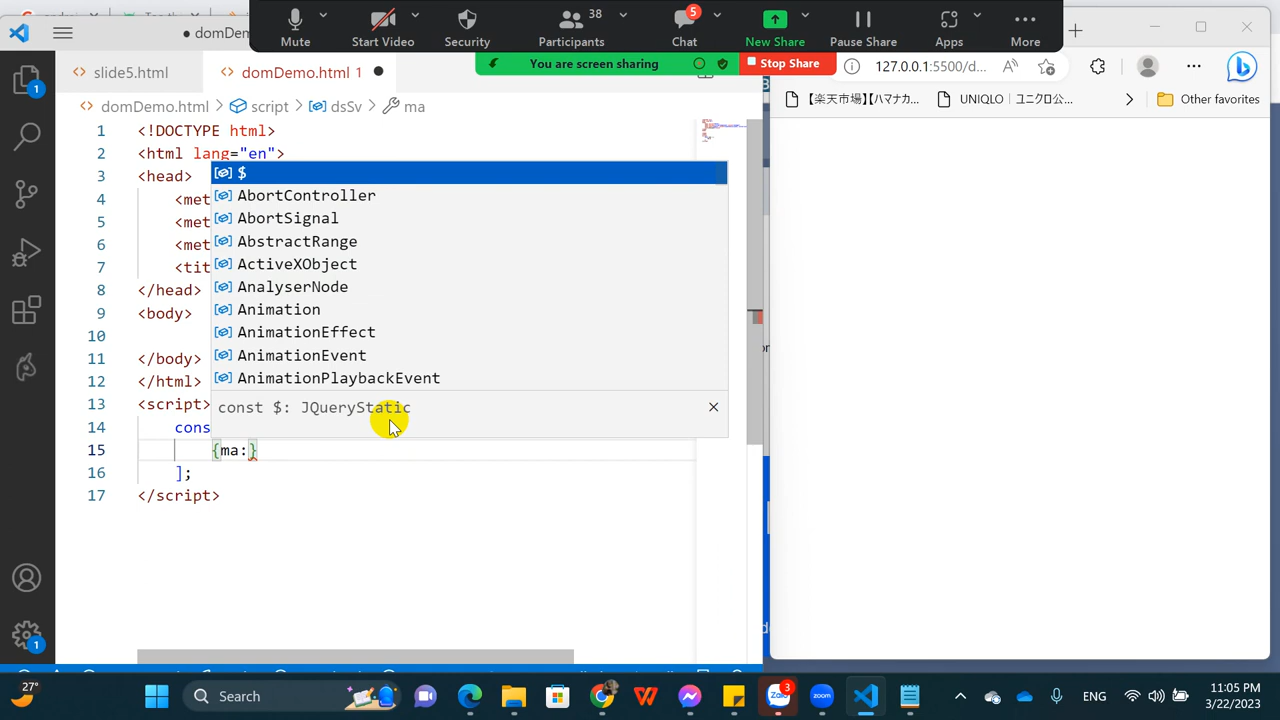 38
5
Mute
Start Video
Security
Participants
Chat
New Share
Pause Share
Apps
More
You are screen sharing
Stop Share
domDem
slide5.html
domDemo.html 1
127.0.0.1:5500/d...
domDemo.html > script > dsSv > ma
【楽天市場】【ハマナカ...
UNIQLO｜ユニクロ公...
Other favorites
1 <!DOCTYPE html>
2 <html lang="en">
3 <head>
4 <met
5 <met
6 <met
7 <tit
8 </head>
9 <body>
10
11 </body>
12 </html>
13 <script>
14 cons
15 {ma:}
16 ];
17 </script>
$
AbortController
AbortSignal
AbstractRange
ActiveXObject
AnalyserNode
Animation
AnimationEffect
AnimationEvent
AnimationPlaybackEvent
const $: JQueryStatic
1
1
27°
Search
3
Zalo
zoom
ENG
11:05 PM
3/22/2023